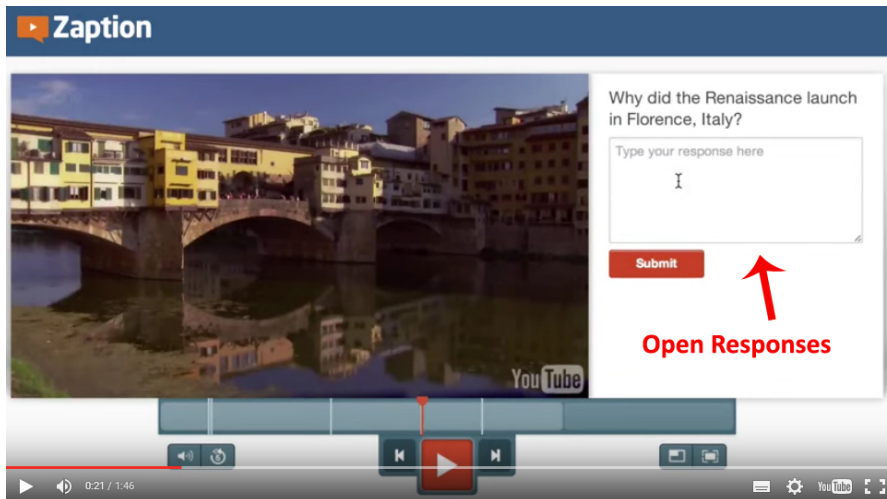 Zaption
Why did the Renaissance launch
in Florence, Italy?
Type your response here
Submit
Open Responses
YouTube
5
0:21 / 1:46
YouTube